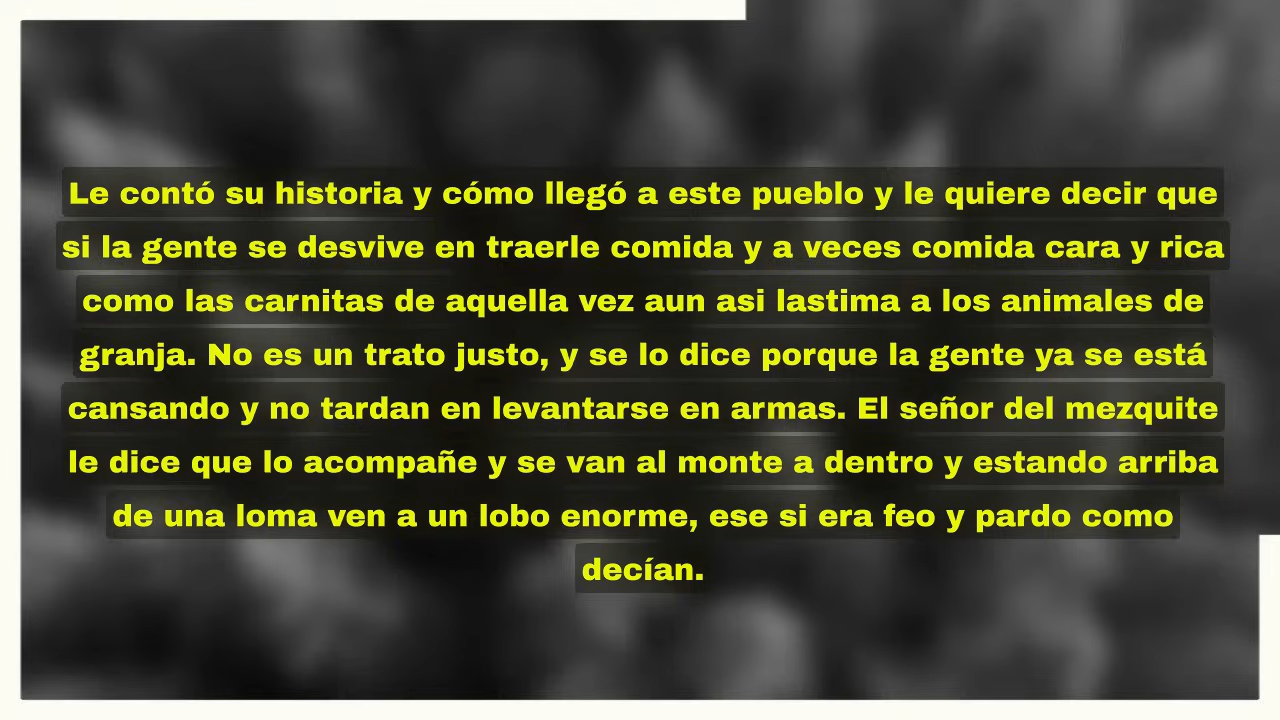 Le contó su historia y cómo llegó a este pueblo y le quiere decir que
si la gente se desvive en traerle comida y a veces comida cara y rica
como las carnitas de aquella vez aun asi lastima a los animales de
granja. No es un trato justo, y se lo dice porque la gente ya se está
cansando y no tardan en levantarse en armas. El señor del mezquite
le dice que lo acompañe y se van al monte a dentro y estando arriba
de una loma ven a un lobo enorme, ese si era feo y pardo como
decían.